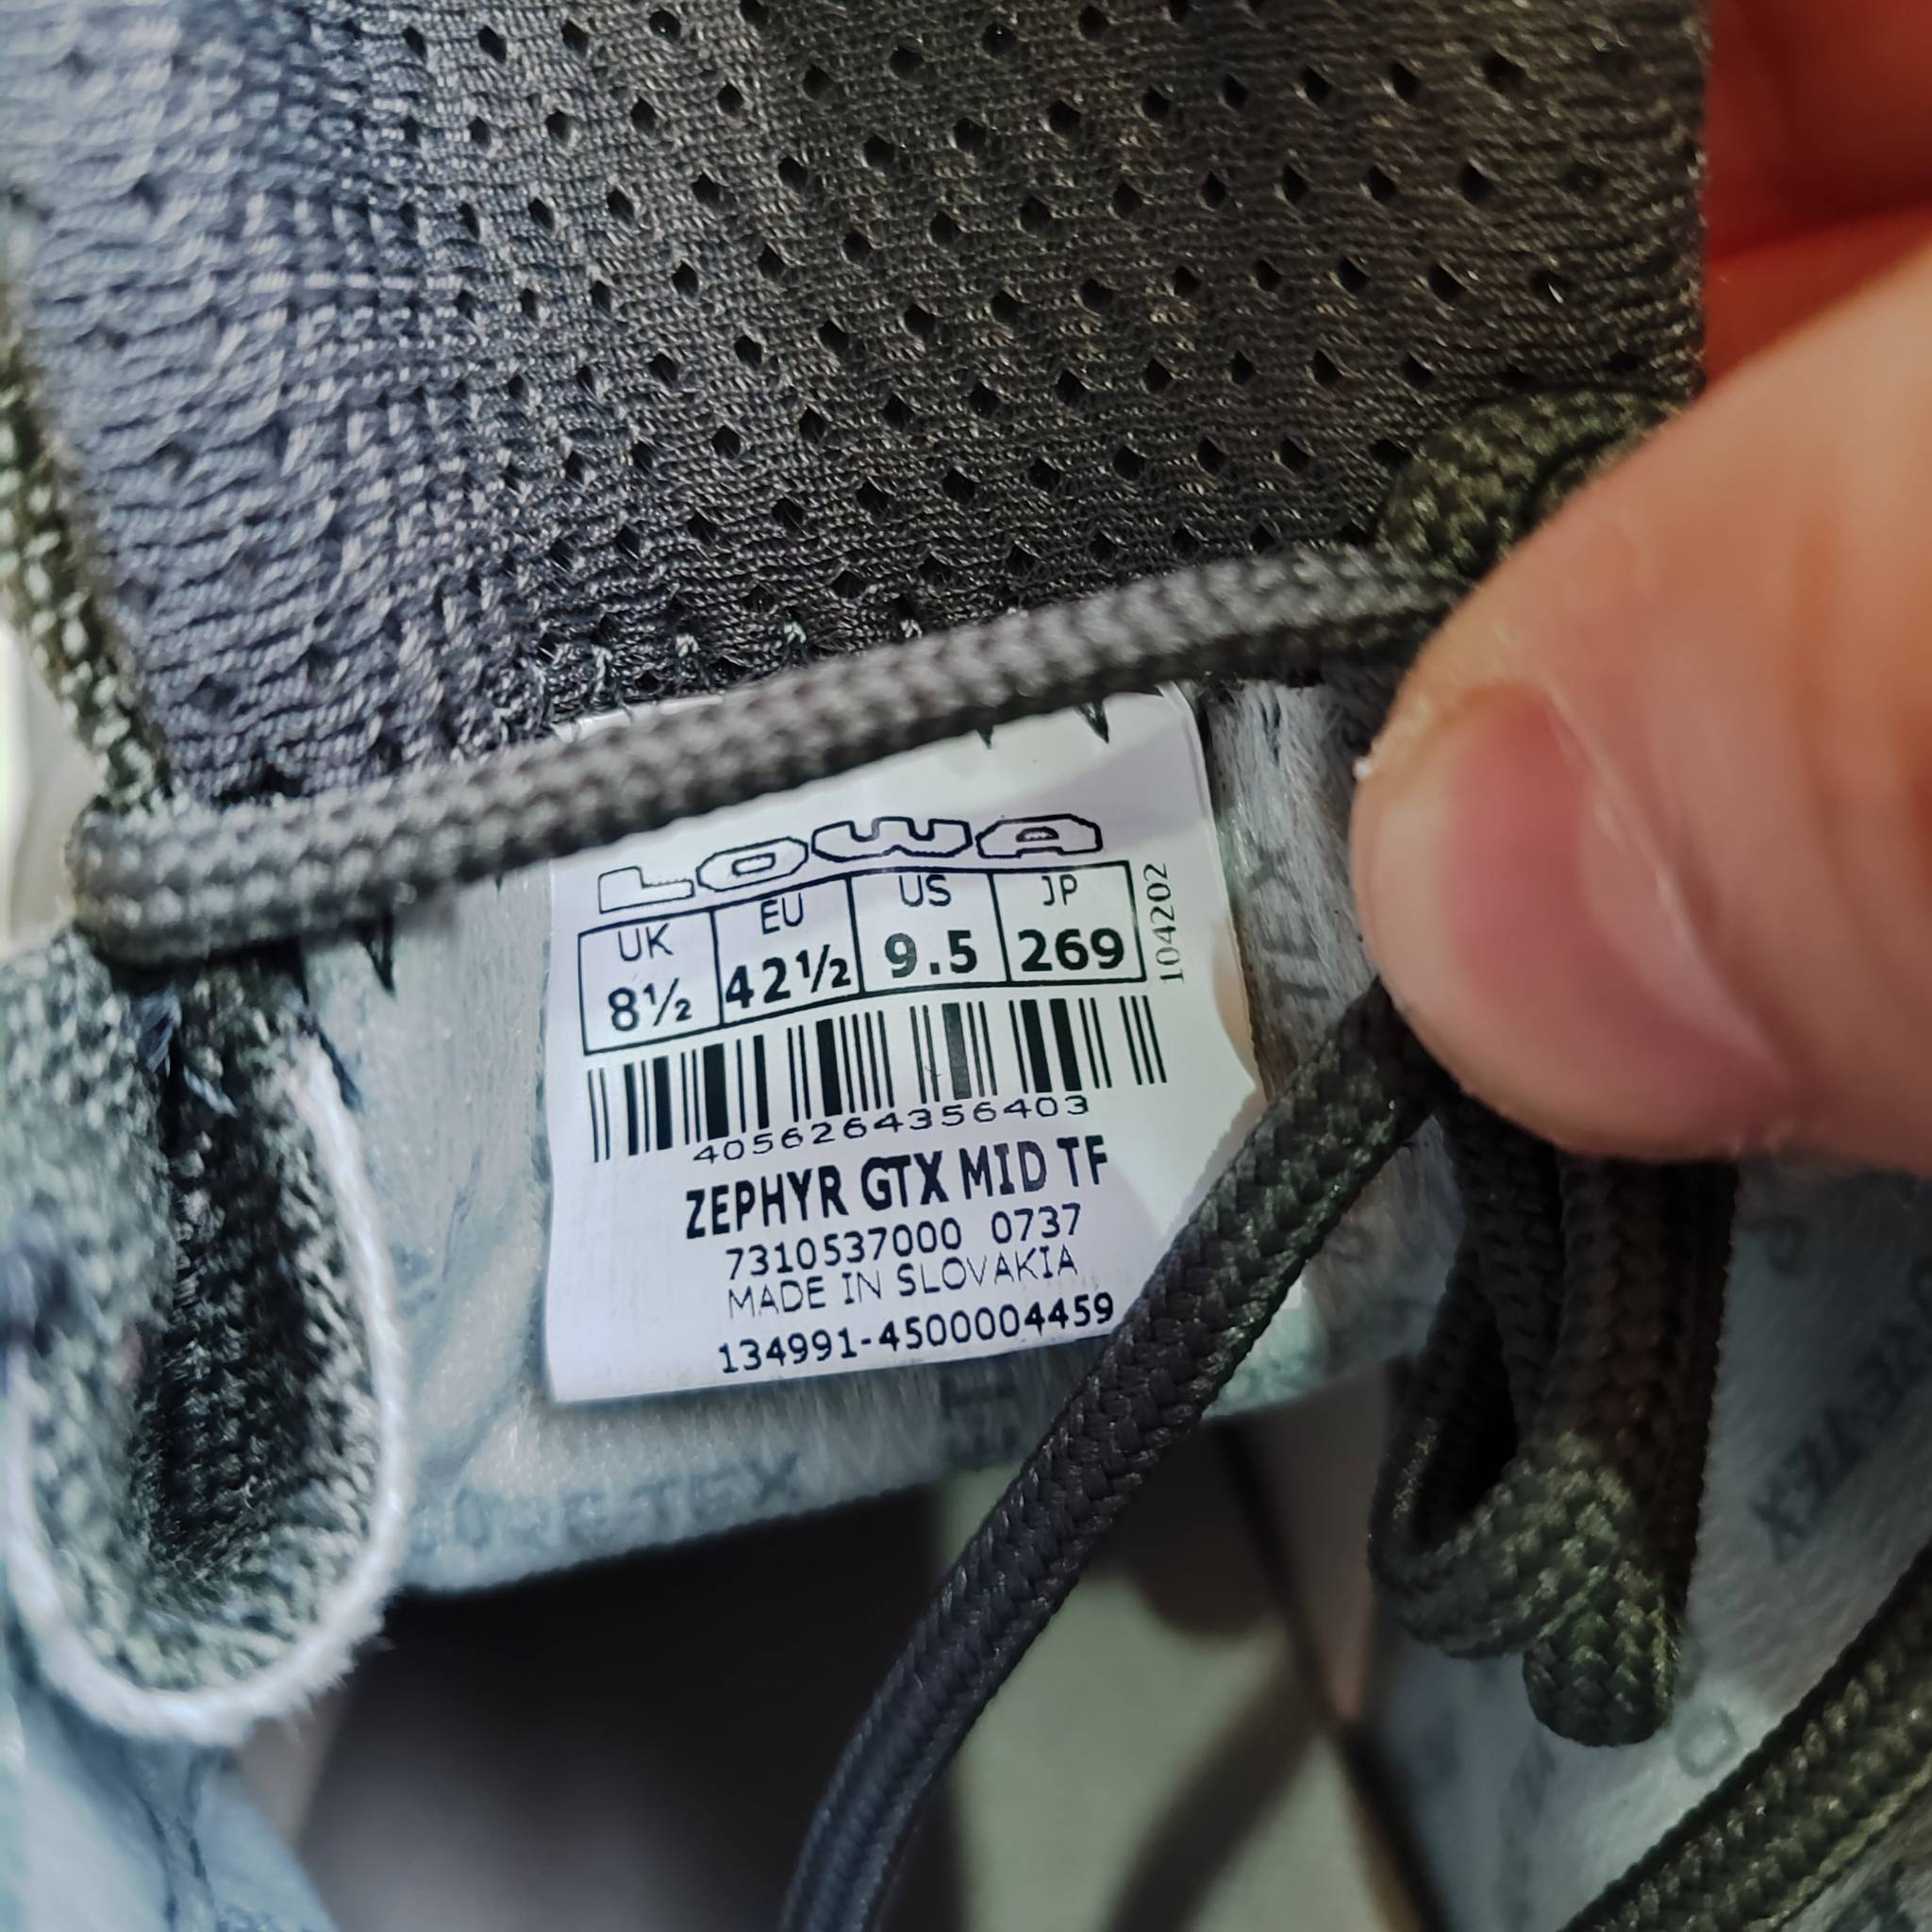 LOWA
UK EU US JP
8½ 42½ 9.5 269
104202
4056264356403
ZEPHYR GTX MID TF
7310537000 0737
MADE IN SLOVAKIA
134991-4500004459